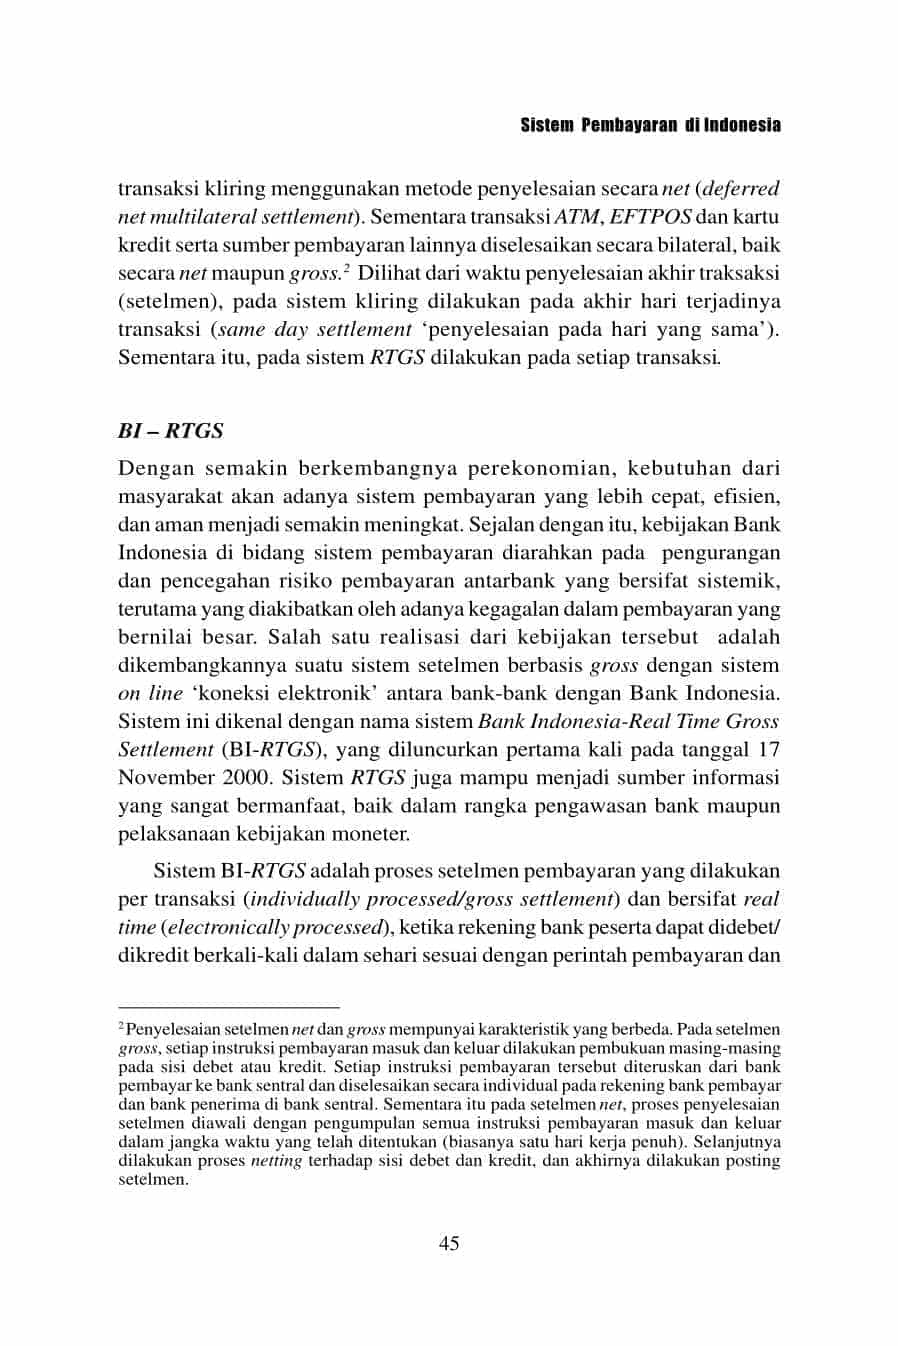 Sistem Pembayaran di Indonesia
transaksi kliring menggunakan metode penyelesaian secara net (deferred
net multilateral settlement). Sementara transaksi ATM, EFTPOS dan kartu
kredit serta sumber pembayaran lainnya diselesaikan secara bilateral, baik
secara net maupun gross.2 Dilihat dari waktu penyelesaian akhir traksaksi
(setelmen), pada sistem kliring dilakukan pada akhir hari terjadinya
transaksi (same day settlement ‘penyelesaian pada hari yang sama’).
Sementara itu, pada sistem RTGS dilakukan pada setiap transaksi.
BI – RTGS
Dengan semakin berkembangnya perekonomian, kebutuhan dari
masyarakat akan adanya sistem pembayaran yang lebih cepat, efisien,
dan aman menjadi semakin meningkat. Sejalan dengan itu, kebijakan Bank
Indonesia di bidang sistem pembayaran diarahkan pada pengurangan
dan pencegahan risiko pembayaran antarbank yang bersifat sistemik,
terutama yang diakibatkan oleh adanya kegagalan dalam pembayaran yang
bernilai besar. Salah satu realisasi dari kebijakan tersebut adalah
dikembangkannya suatu sistem setelmen berbasis gross dengan sistem
on line ‘koneksi elektronik’ antara bank-bank dengan Bank Indonesia.
Sistem ini dikenal dengan nama sistem Bank Indonesia-Real Time Gross
Settlement (BI-RTGS), yang diluncurkan pertama kali pada tanggal 17
November 2000. Sistem RTGS juga mampu menjadi sumber informasi
yang sangat bermanfaat, baik dalam rangka pengawasan bank maupun
pelaksanaan kebijakan moneter.
Sistem BI-RTGS adalah proses setelmen pembayaran yang dilakukan
per transaksi (individually processed/gross settlement) dan bersifat real
time (electronically processed), ketika rekening bank peserta dapat didebet/
dikredit berkali-kali dalam sehari sesuai dengan perintah pembayaran dan
2 Penyelesaian setelmen net dan gross mempunyai karakteristik yang berbeda. Pada setelmen
gross, setiap instruksi pembayaran masuk dan keluar dilakukan pembukuan masing-masing
pada sisi debet atau kredit. Setiap instruksi pembayaran tersebut diteruskan dari bank
pembayar ke bank sentral dan diselesaikan secara individual pada rekening bank pembayar
dan bank penerima di bank sentral. Sementara itu pada setelmen net, proses penyelesaian
setelmen diawali dengan pengumpulan semua instruksi pembayaran masuk dan keluar
dalam jangka waktu yang telah ditentukan (biasanya satu hari kerja penuh). Selanjutnya
dilakukan proses netting terhadap sisi debet dan kredit, dan akhirnya dilakukan posting
setelmen.
45